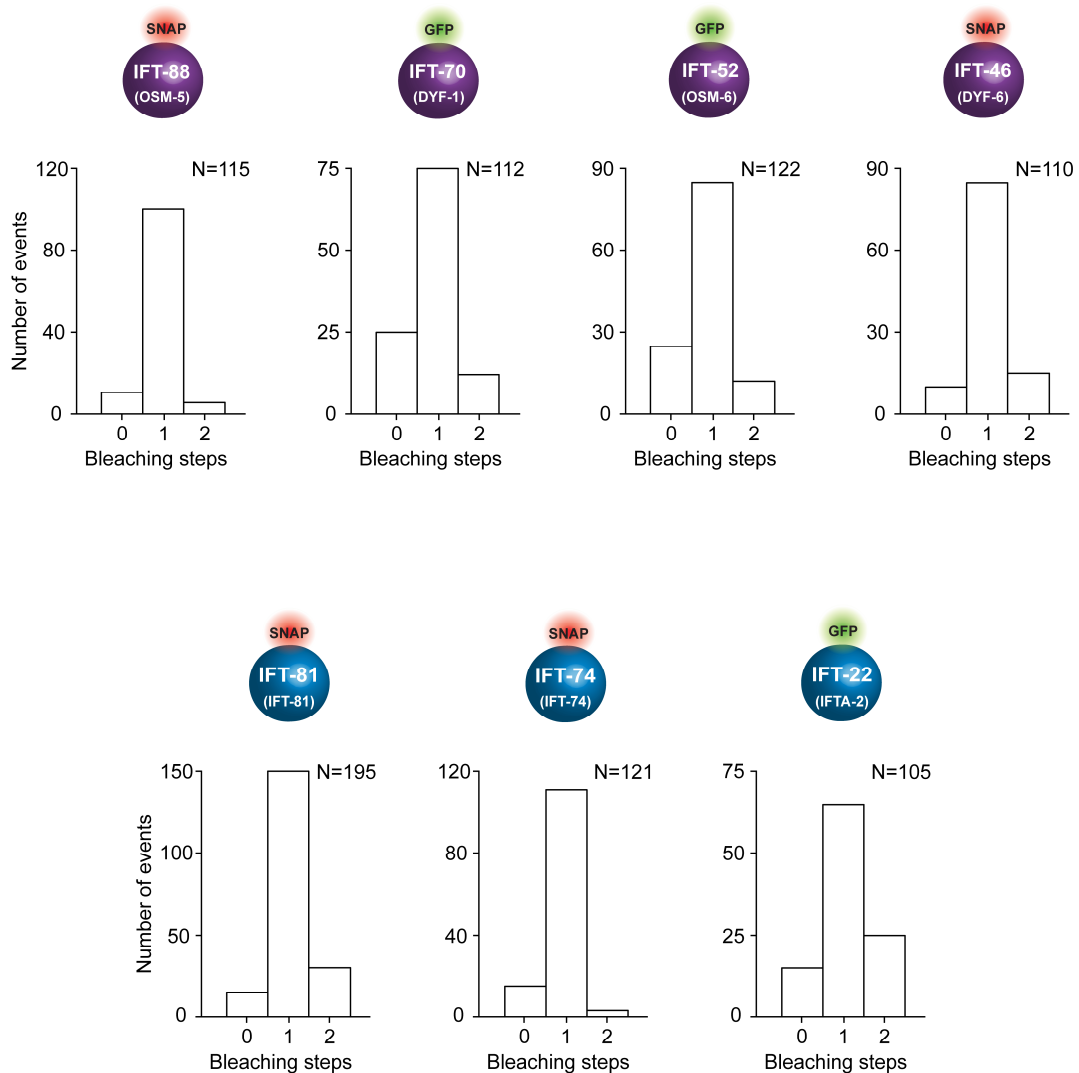 SNAP
IFT-88
(OSM-5)
GFP
IFT-70
(DYF-1)
GFP
IFT-52
(OSM-6)
SNAP
IFT-46
(DYF-6)
Number of events
120
80
40
0
N=115
0 1 2
Bleaching steps
75
50
25
0
N=112
0 1 2
Bleaching steps
90
60
30
0
N=122
0 1 2
Bleaching steps
90
60
30
0
N=110
0 1 2
Bleaching steps
SNAP
IFT-81
(IFT-81)
SNAP
IFT-74
(IFT-74)
GFP
IFT-22
(IFTA-2)
Number of events
150
100
50
0
N=195
0 1 2
Bleaching steps
120
80
40
0
N=121
0 1 2
Bleaching steps
75
50
25
0
N=105
0 1 2
Bleaching steps